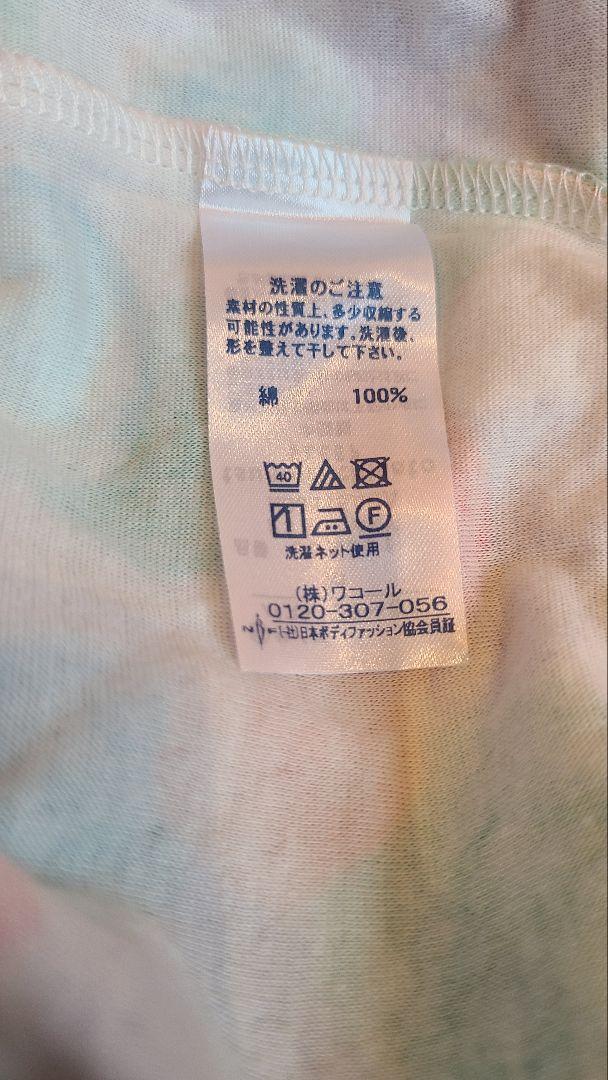 洗濯のご注意
素材の性質上、多少収縮する
可能性があります。洗濯後、
形を整えて干して下さい。
綿 100%
40
F
洗濯ネット使用
(株)ワコール
0120-307-056
(一社)日本ボディファッション協会員証